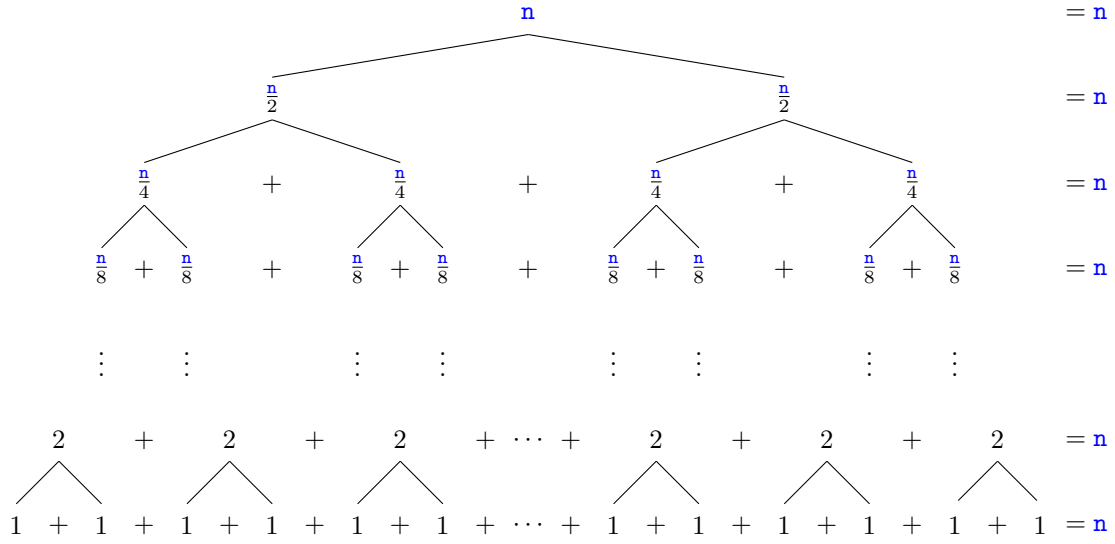 n = n
n/2 n/2 = n
n/4 + n/4 + n/4 + n/4 = n
n/8 + n/8 + n/8 + n/8 + n/8 + n/8 + n/8 + n/8 = n
⋮ ⋮ ⋮ ⋮ ⋮ ⋮ ⋮ ⋮
2 + 2 + 2 + ⋯ + 2 + 2 + 2 = n
1 + 1 + 1 + 1 + 1 + 1 + ⋯ + 1 + 1 + 1 + 1 + 1 + 1 = n